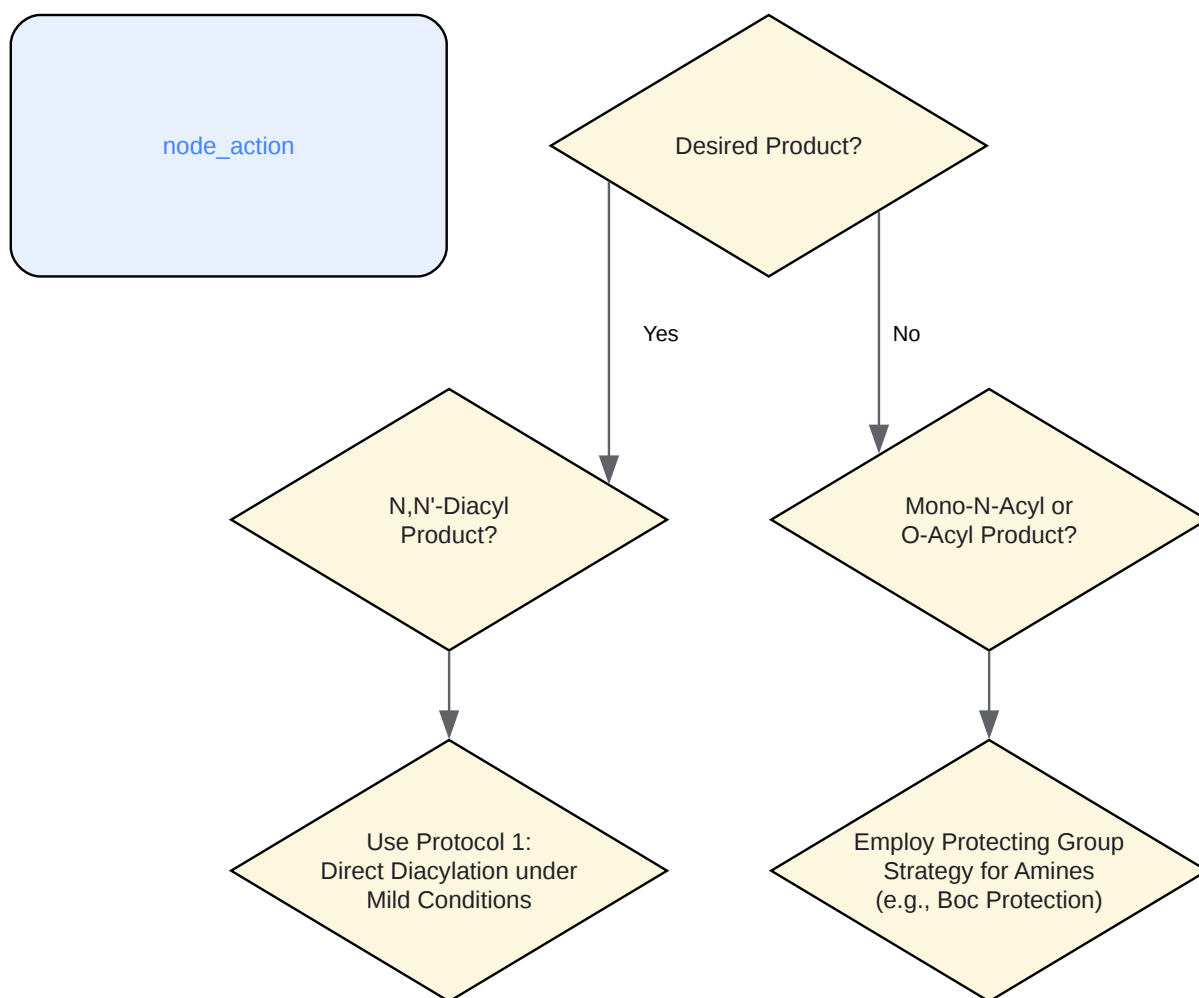 node_action
Desired Product?
Yes
No
N,N'-Diacyl
Product?
Mono-N-Acyl or
O-Acyl Product?
Use Protocol 1:
Direct Diacylation under
Mild Conditions
Employ Protecting Group
Strategy for Amines
(e.g., Boc Protection)